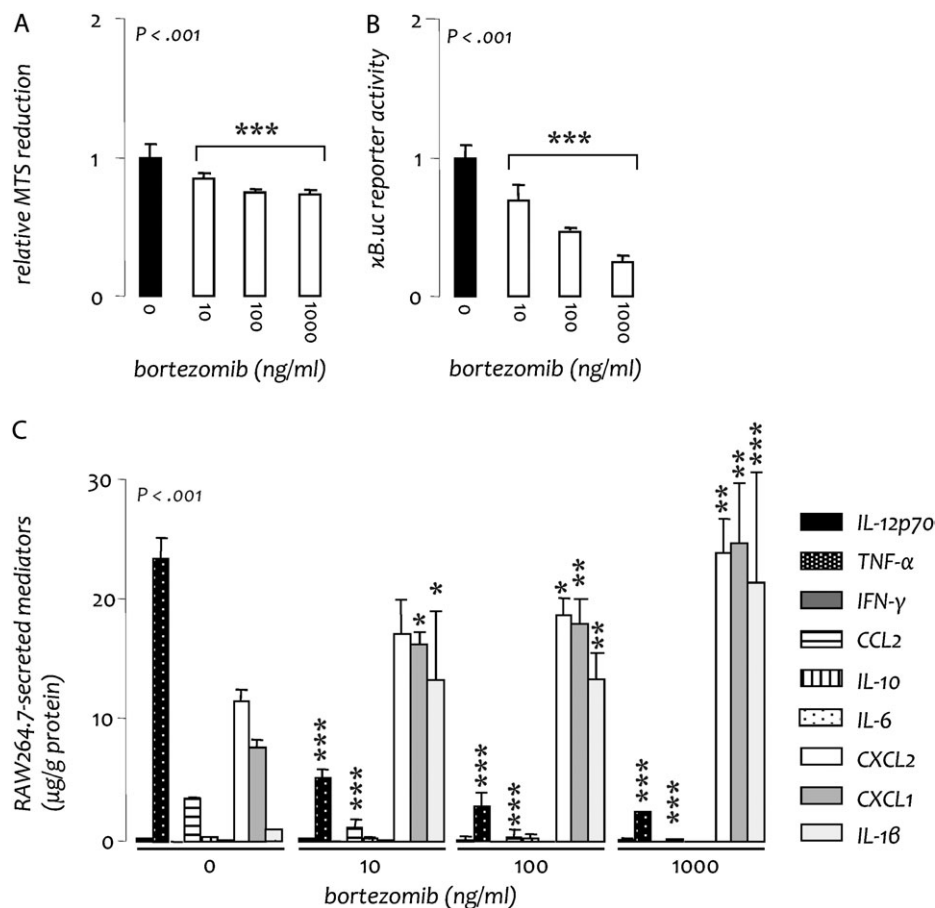 A
P < .001
relative MTS reduction
2
1
0
***
0
10
100
1000
bortezomib (ng/ml)
B
P < .001
κB.uc reporter activity
2
1
0
***
0
10
100
1000
bortezomib (ng/ml)
C
P < .001
RAW264.7-secreted mediators
(µg/g protein)
30
20
10
0
***
***
*
*
***
***
*
**
**
***
***
**
**
***
0
10
100
1000
bortezomib (ng/ml)
IL-12p70
TNF-α
IFN-γ
CCL2
IL-10
IL-6
CXCL2
CXCL1
IL-1β